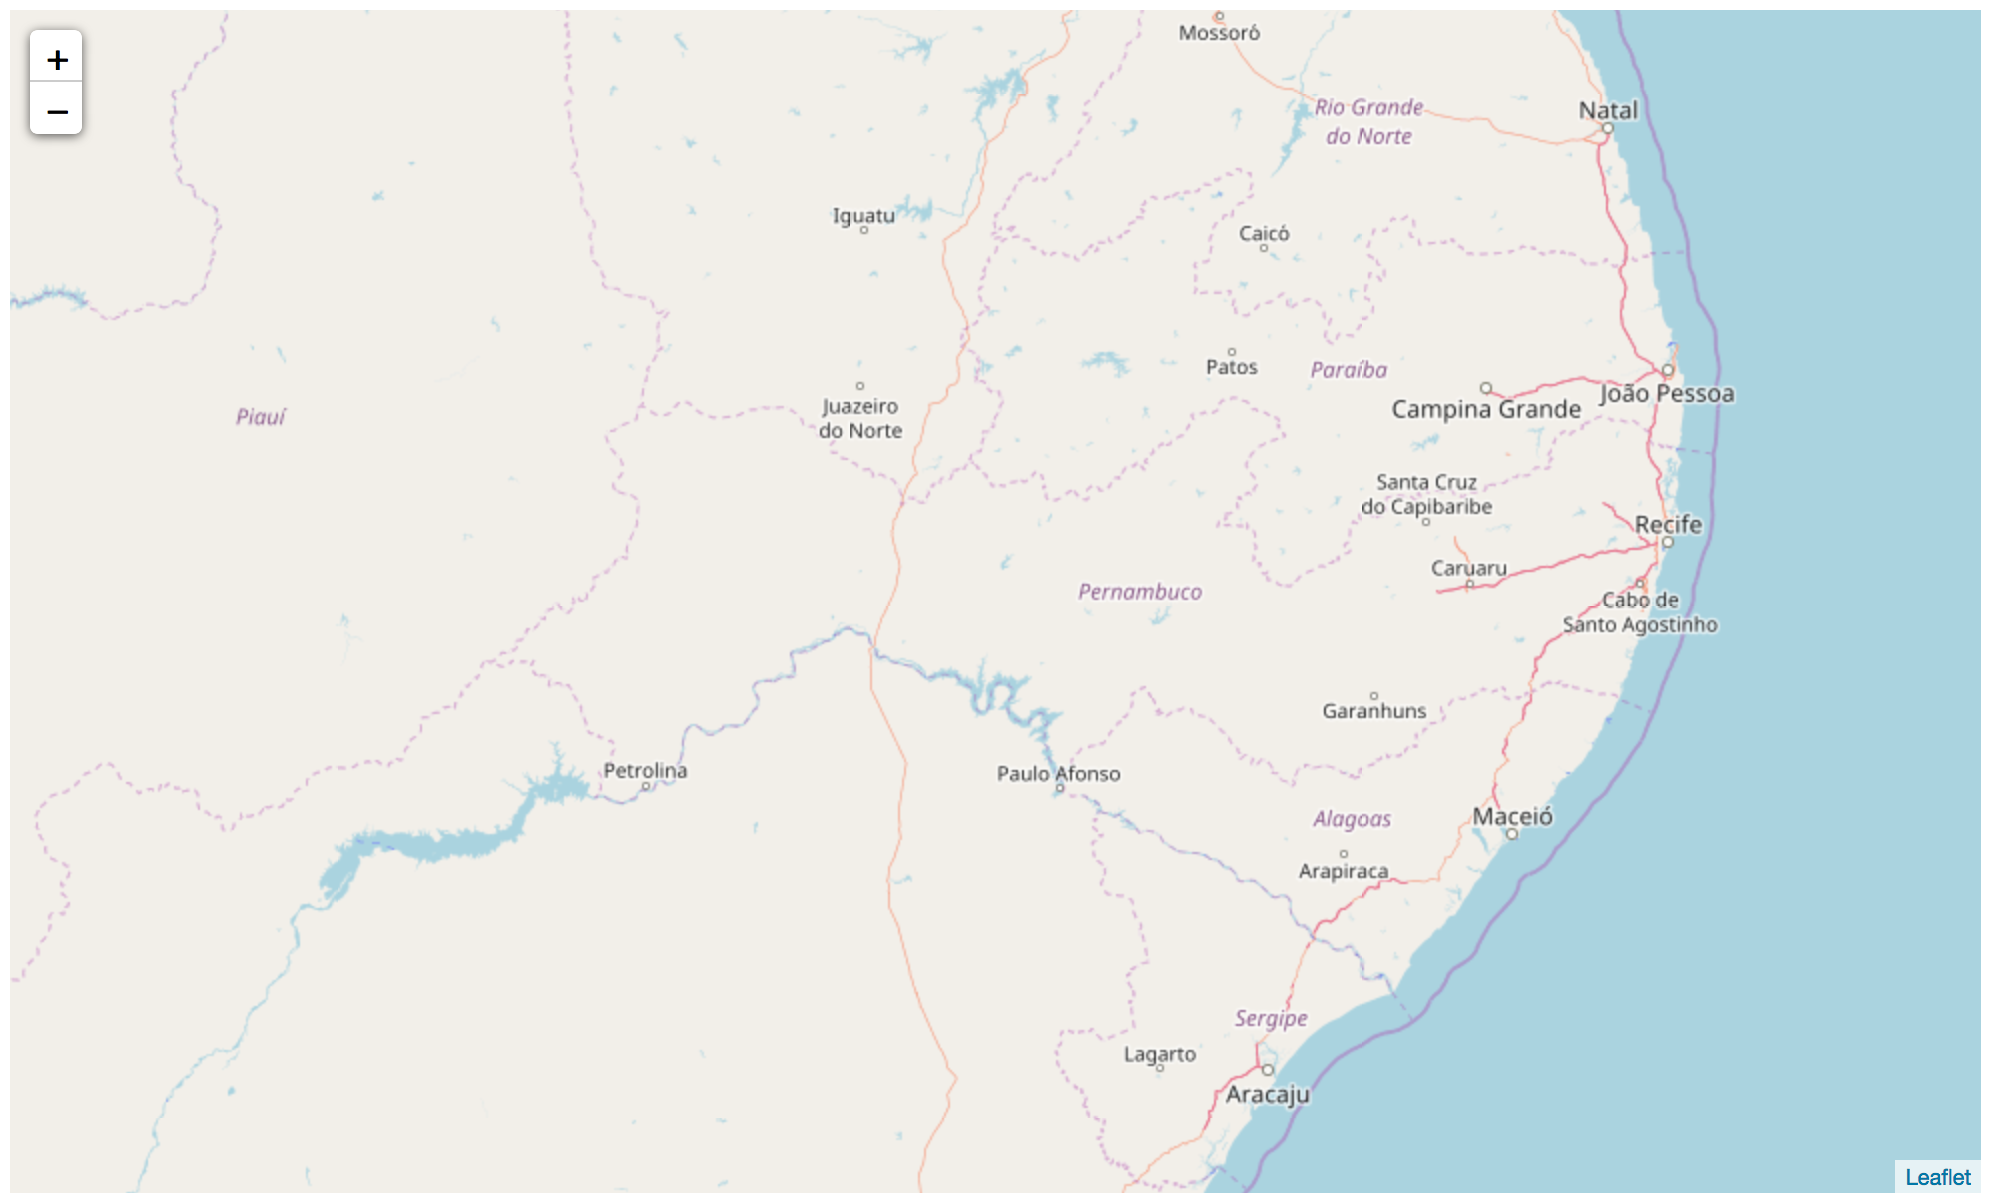 +
−
Mossoró
Rio Grande
do Norte
Natal
Iguatu
Caicó
Patos
Paraíba
João Pessoa
Campina Grande
Juazeiro
do Norte
Piauí
Santa Cruz
do Capibaribe
Recife
Caruaru
Pernambuco
Cabo de
Santo Agostinho
Garanhuns
Petrolina
Paulo Afonso
Alagoas
Maceió
Arapiraca
Sergipe
Lagarto
Aracaju
Leaflet